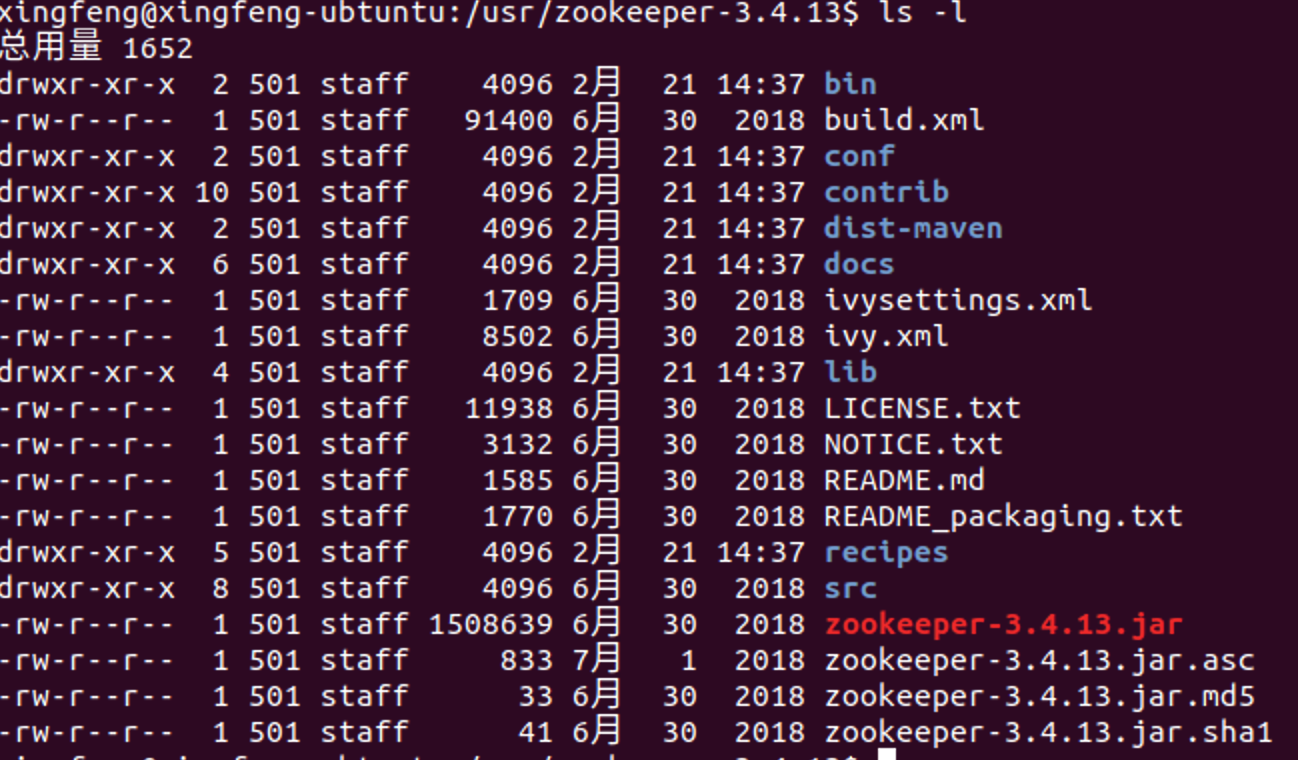 xingfeng@xingfeng-ubtuntu:/usr/zookeeper-3.4.13$ ls -l
总用量 1652
drwxr-xr-x  2 501 staff    4096 2月  21 14:37 bin
-rw-r--r--  1 501 staff   91400 6月  30  2018 build.xml
drwxr-xr-x  2 501 staff    4096 2月  21 14:37 conf
drwxr-xr-x 10 501 staff    4096 2月  21 14:37 contrib
drwxr-xr-x  2 501 staff    4096 2月  21 14:37 dist-maven
drwxr-xr-x  6 501 staff    4096 2月  21 14:37 docs
-rw-r--r--  1 501 staff    1709 6月  30  2018 ivysettings.xml
-rw-r--r--  1 501 staff    8502 6月  30  2018 ivy.xml
drwxr-xr-x  4 501 staff    4096 2月  21 14:37 lib
-rw-r--r--  1 501 staff   11938 6月  30  2018 LICENSE.txt
-rw-r--r--  1 501 staff    3132 6月  30  2018 NOTICE.txt
-rw-r--r--  1 501 staff    1585 6月  30  2018 README.md
-rw-r--r--  1 501 staff    1770 6月  30  2018 README_packaging.txt
drwxr-xr-x  5 501 staff    4096 2月  21 14:37 recipes
drwxr-xr-x  8 501 staff    4096 6月  30  2018 src
-rw-r--r--  1 501 staff 1508639 6月  30  2018 zookeeper-3.4.13.jar
-rw-r--r--  1 501 staff     833 7月   1  2018 zookeeper-3.4.13.jar.asc
-rw-r--r--  1 501 staff      33 6月  30  2018 zookeeper-3.4.13.jar.md5
-rw-r--r--  1 501 staff      41 6月  30  2018 zookeeper-3.4.13.jar.sha1